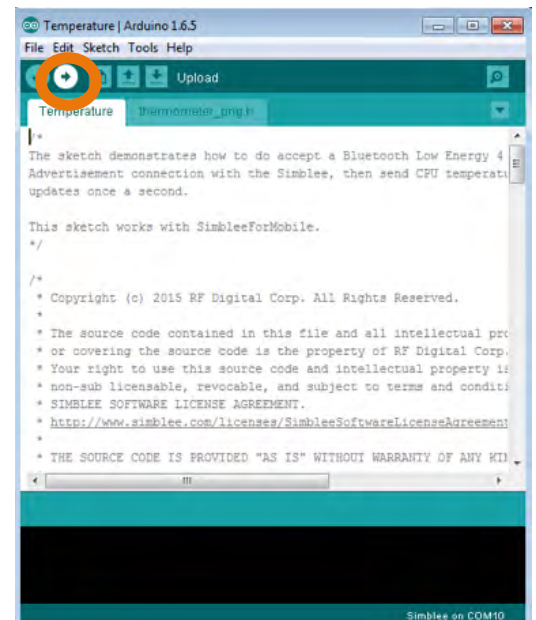 Temperature | Arduino 1.6.5
File Edit Sketch Tools Help
Upload
Temperature thermometer_png.h
/*
The sketch demonstrates how to do accept a Bluetooth Low Energy 4
Advertisement connection with the Simblee, then send CPU temperatu
updates once a second.
This sketch works with SimbleeForMobile.
*/
/*
* Copyright (c) 2015 RF Digital Corp. All Rights Reserved.
*
* The source code contained in this file and all intellectual pro
* or covering the source code is the property of RF Digital Corp.
* Your right to use this source code and intellectual property is
* non-sub licensable, revocable, and subject to terms and conditi
* SIMBLEE SOFTWARE LICENSE AGREEMENT.
* http://www.simblee.com/licenses/SimbleeSoftwareLicenseAgreement
*
* THE SOURCE CODE IS PROVIDED "AS IS" WITHOUT WARRANTY OF ANY KIN
Simblee on COM10